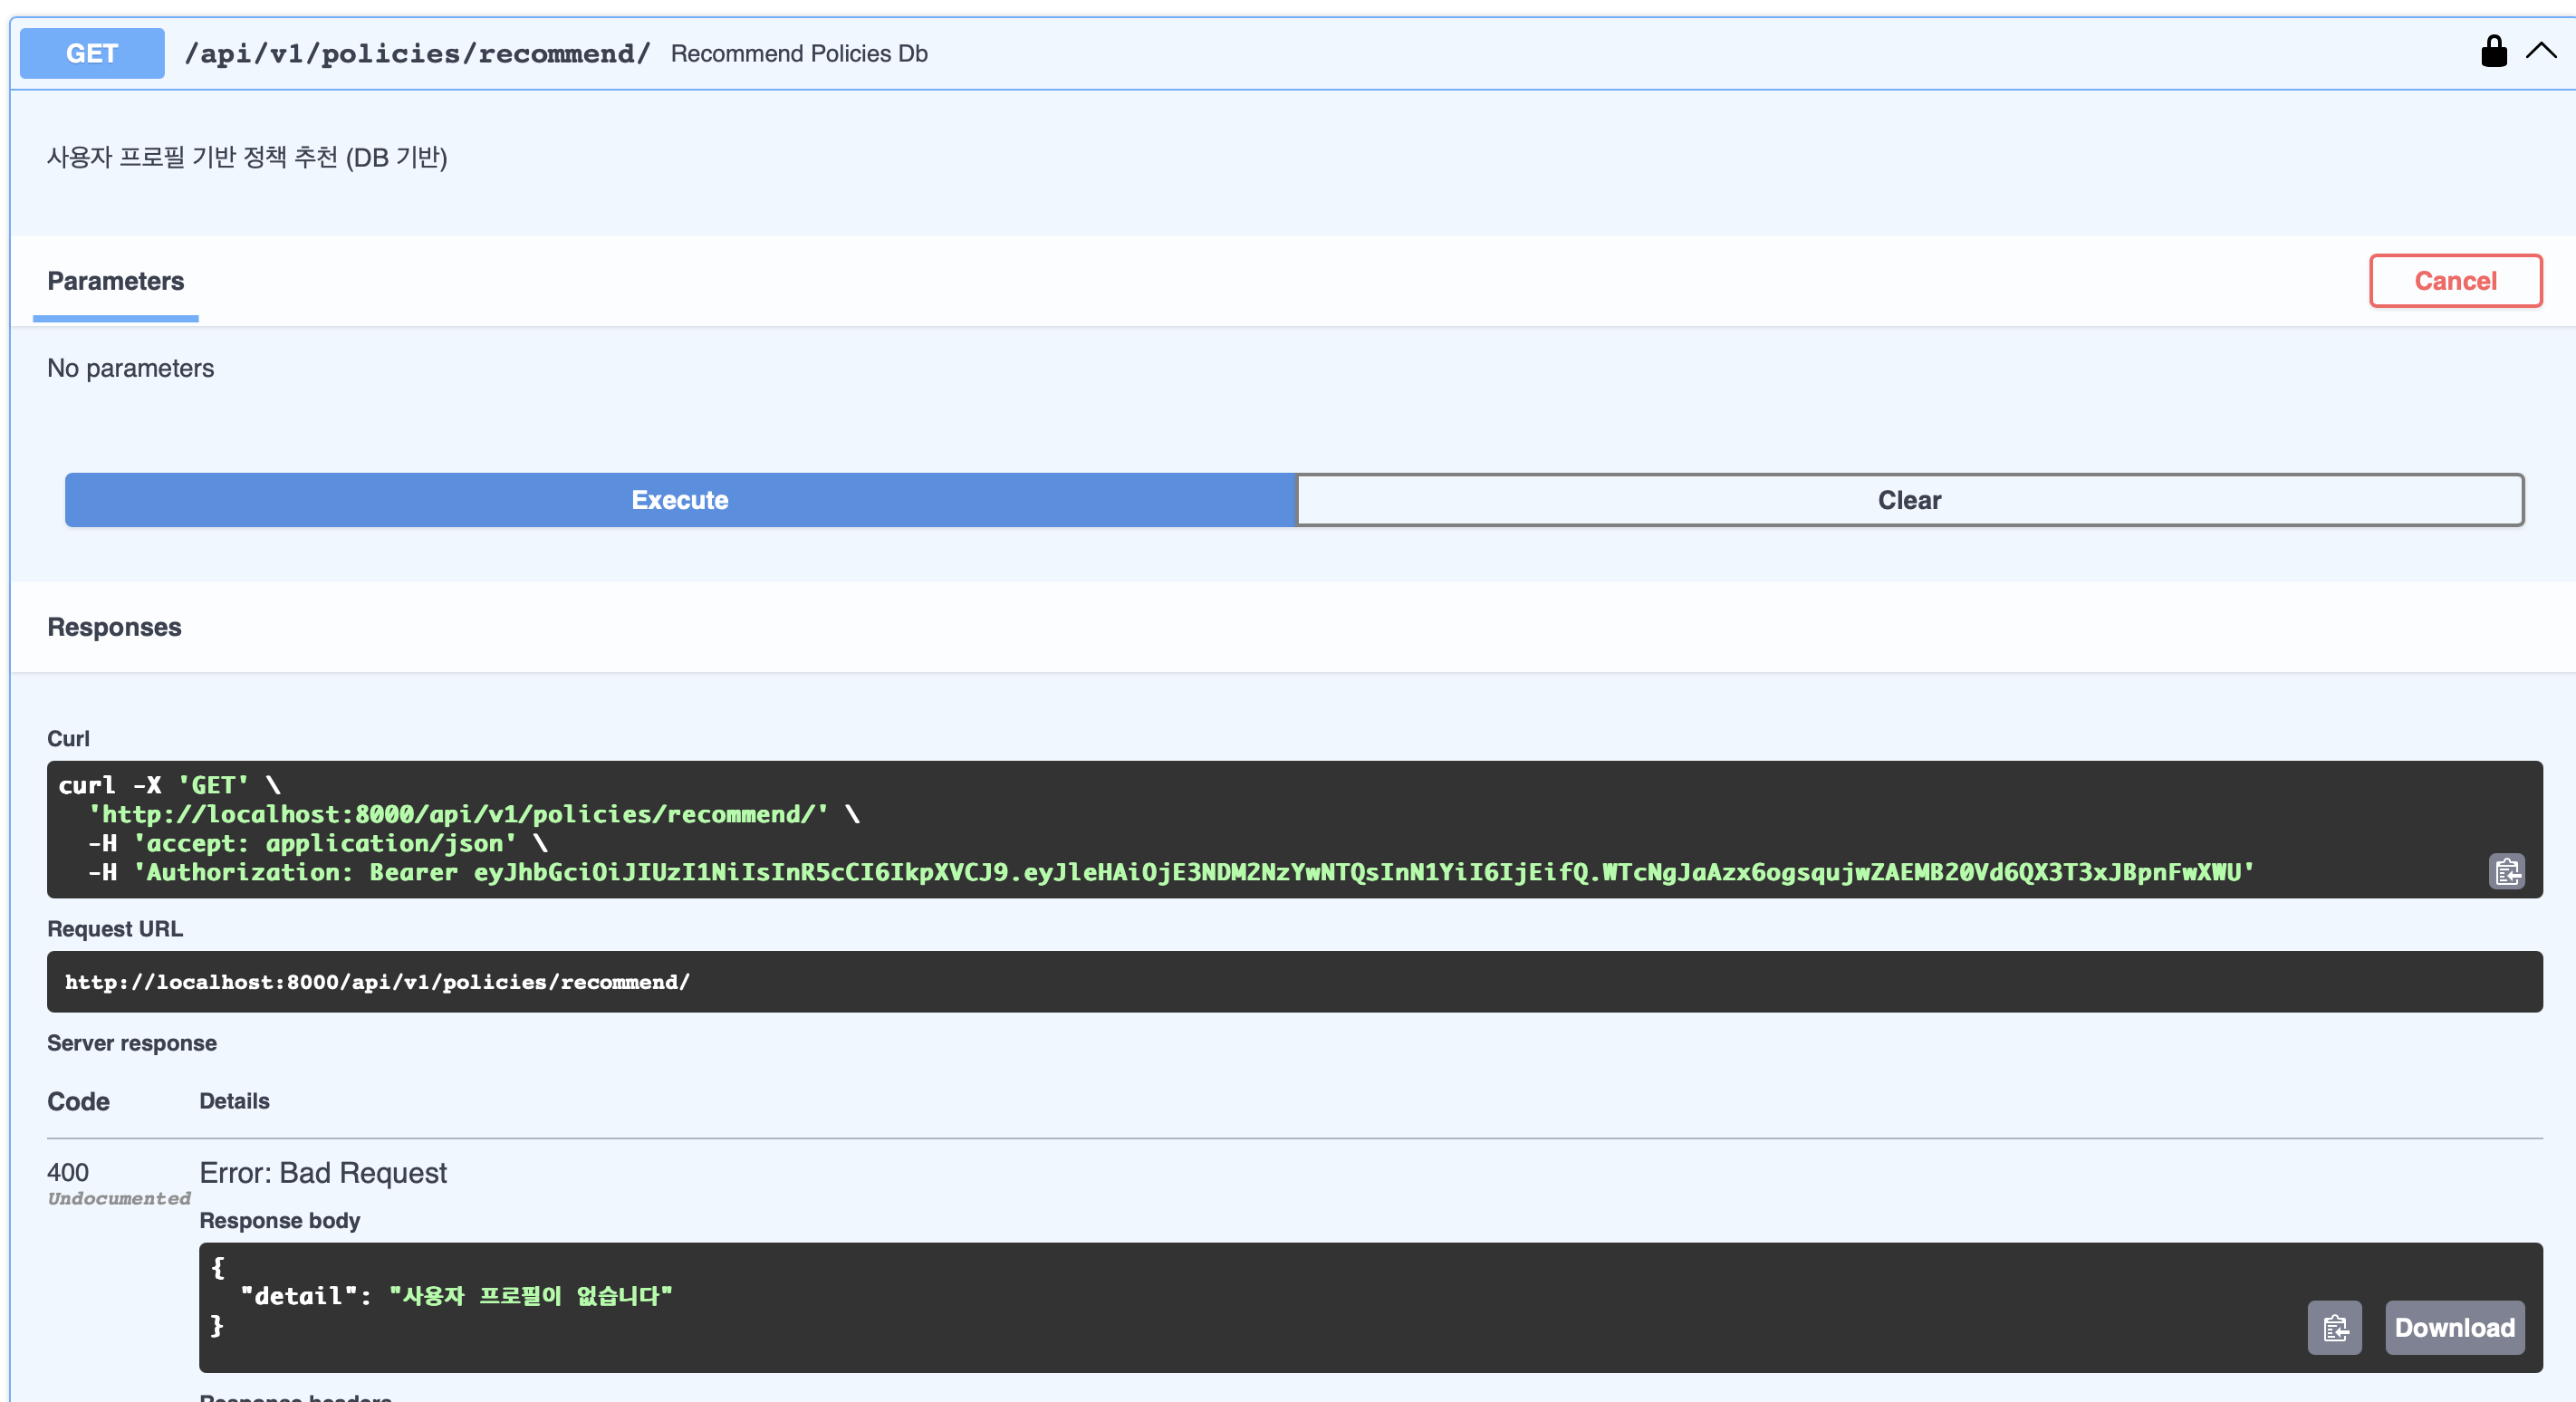 GET /api/v1/policies/recommend/ Recommend Policies Db
사용자 프로필 기반 정책 추천 (DB 기반)
Parameters
Cancel
No parameters
Execute
Clear
Responses
Curl
curl -X 'GET' \
  'http://localhost:8000/api/v1/policies/recommend/' \
  -H 'accept: application/json' \
  -H 'Authorization: Bearer eyJhbGciOiJIUzI1NiIsInR5cCI6IkpXVCJ9.eyJleHAiOjE3NDM2NzYwNTQsInN1YiI6IjEifQ.WTcNgJaAzx6ogsqujwZAEMB20Vd6QX3T3xJBpnFwXWU'
Request URL
http://localhost:8000/api/v1/policies/recommend/
Server response
Code Details
400 Error: Bad Request
Undocumented
Response body
{
  "detail": "사용자 프로필이 없습니다"
}
Download
Response headers